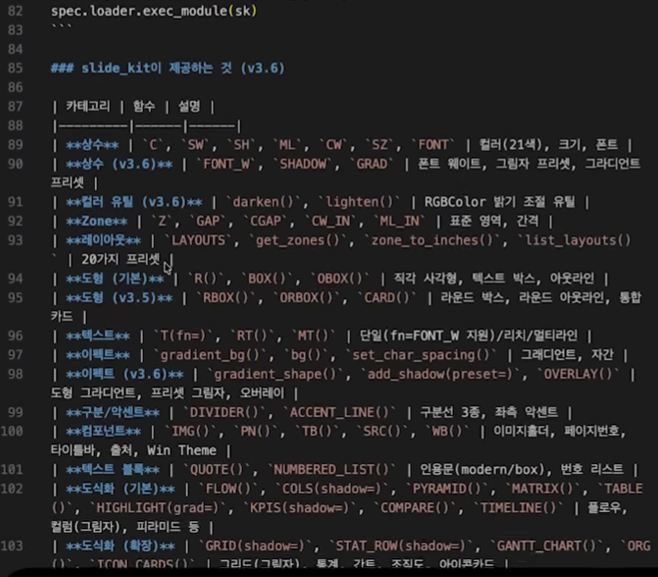 82 spec.loader.exec_module(sk)
83 ```
84
85 ### slide_kit이 제공하는 것 (v3.6)
86
87 | 카테고리 | 함수 | 설명 |
88 |----------|------|------|
89 | **상수** | `C`, `SW`, `SH`, `ML`, `CW`, `SZ`, `FONT` | 컬러(21색), 크기, 폰트 |
90 | **상수 (v3.6)** | `FONT_W`, `SHADOW`, `GRAD` | 폰트 웨이트, 그림자 프리셋, 그라디언트
프리셋 |
91 | **컬러 유틸 (v3.6)** | `darken()`, `lighten()` | RGBColor 밝기 조절 유틸 |
92 | **Zone** | `Z`, `GAP`, `CGAP`, `CW_IN`, `ML_IN` | 표준 영역, 간격 |
93 | **레이아웃** | `LAYOUTS`, `get_zones()`, `zone_to_inches()`, `list_layouts()
` | 20가지 프리셋 |
94 | **도형 (기본)** | `R()`, `BOX()`, `OBOX()` | 직각 사각형, 텍스트 박스, 아웃라인 |
95 | **도형 (v3.5)** | `RBOX()`, `ORBOX()`, `CARD()` | 라운드 박스, 라운드 아웃라인, 통합
카드 |
96 | **텍스트** | `T(fn=)`, `RT()`, `MT()` | 단일(fn=FONT_W 지원)/리치/멀티라인 |
97 | **이펙트** | `gradient_bg()`, `bg()`, `set_char_spacing()` | 그래디언트, 자간 |
98 | **이펙트 (v3.6)** | `gradient_shape()`, `add_shadow(preset=)`, `OVERLAY()` |
도형 그라디언트, 프리셋 그림자, 오버레이 |
99 | **구분/악센트** | `DIVIDER()`, `ACCENT_LINE()` | 구분선 3종, 좌측 악센트 |
100 | **컴포넌트** | `IMG()`, `PN()`, `TB()`, `SRC()`, `WB()` | 이미지홀더, 페이지번호,
타이틀바, 출처, Win Theme |
101 | **텍스트 블록** | `QUOTE()`, `NUMBERED_LIST()` | 인용문(modern/box), 번호 리스트 |
102 | **도식화 (기본)** | `FLOW()`, `COLS(shadow=)`, `PYRAMID()`, `MATRIX()`, `TABLE
()`, `HIGHLIGHT(grad=)`, `KPIS(shadow=)`, `COMPARE()`, `TIMELINE()` | 플로우,
컬럼(그림자), 피라미드 등 |
103 | **도식화 (확장)** | `GRID(shadow=)`, `STAT_ROW(shadow=)`, `GANTT_CHART()`, `ORG
()`, `ICON_CARDS()` | 그리드(그림자), 통계, 간트, 조직도, 아이콘카드 |